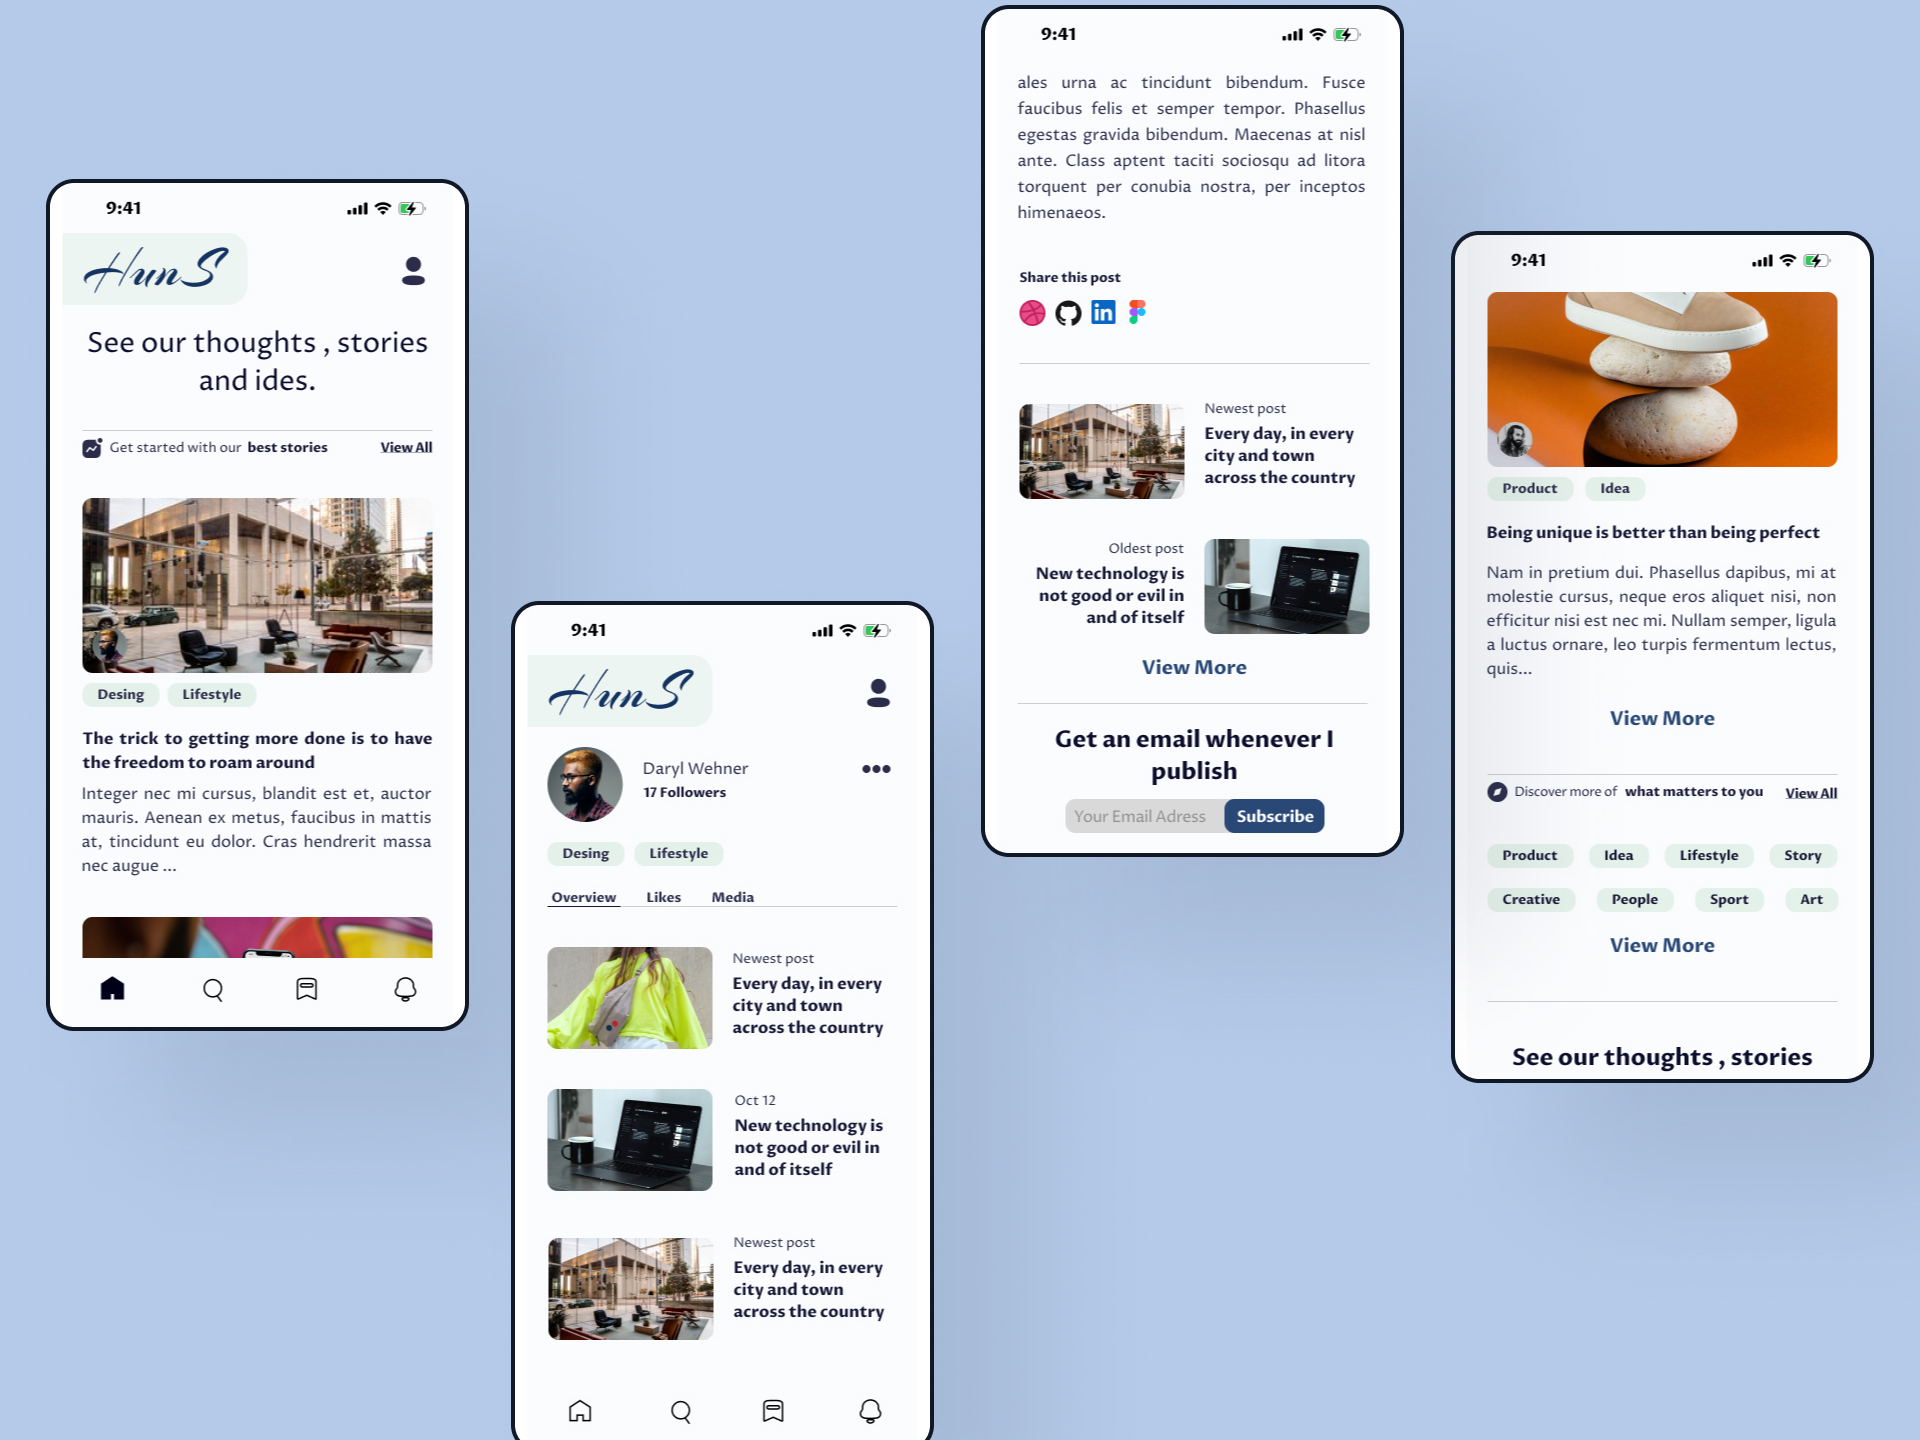 9:41
HunS
See our thoughts , stories
and ides.
Get started with our best stories View All
Desing Lifestyle
The trick to getting more done is to have
the freedom to roam around
Integer nec mi cursus, blandit est et, auctor
mauris. Aenean ex metus, faucibus in mattis
at, tincidunt eu dolor. Cras hendrerit massa
nec augue ...
9:41
HunS
Daryl Wehner
17 Followers
Desing Lifestyle
Overview Likes Media
Newest post
Every day, in every
city and town
across the country
Oct 12
New technology is
not good or evil in
and of itself
Newest post
Every day, in every
city and town
across the country
9:41
ales urna ac tincidunt bibendum. Fusce
faucibus felis et semper tempor. Phasellus
egestas gravida bibendum. Maecenas at nisl
ante. Class aptent taciti sociosqu ad litora
torquent per conubia nostra, per inceptos
himenaeos.
Share this post
in
Newest post
Every day, in every
city and town
across the country
Oldest post
New technology is
not good or evil in
and of itself
View More
Get an email whenever I
publish
Your Email Adress Subscribe
9:41
Product Idea
Being unique is better than being perfect
Nam in pretium dui. Phasellus dapibus, mi at
molestie cursus, neque eros aliquet nisi, non
efficitur nisi est nec mi. Nullam semper, ligula
a luctus ornare, leo turpis fermentum lectus,
quis...
View More
Discover more of what matters to you View All
Product Idea Lifestyle Story
Creative People Sport Art
View More
See our thoughts , stories